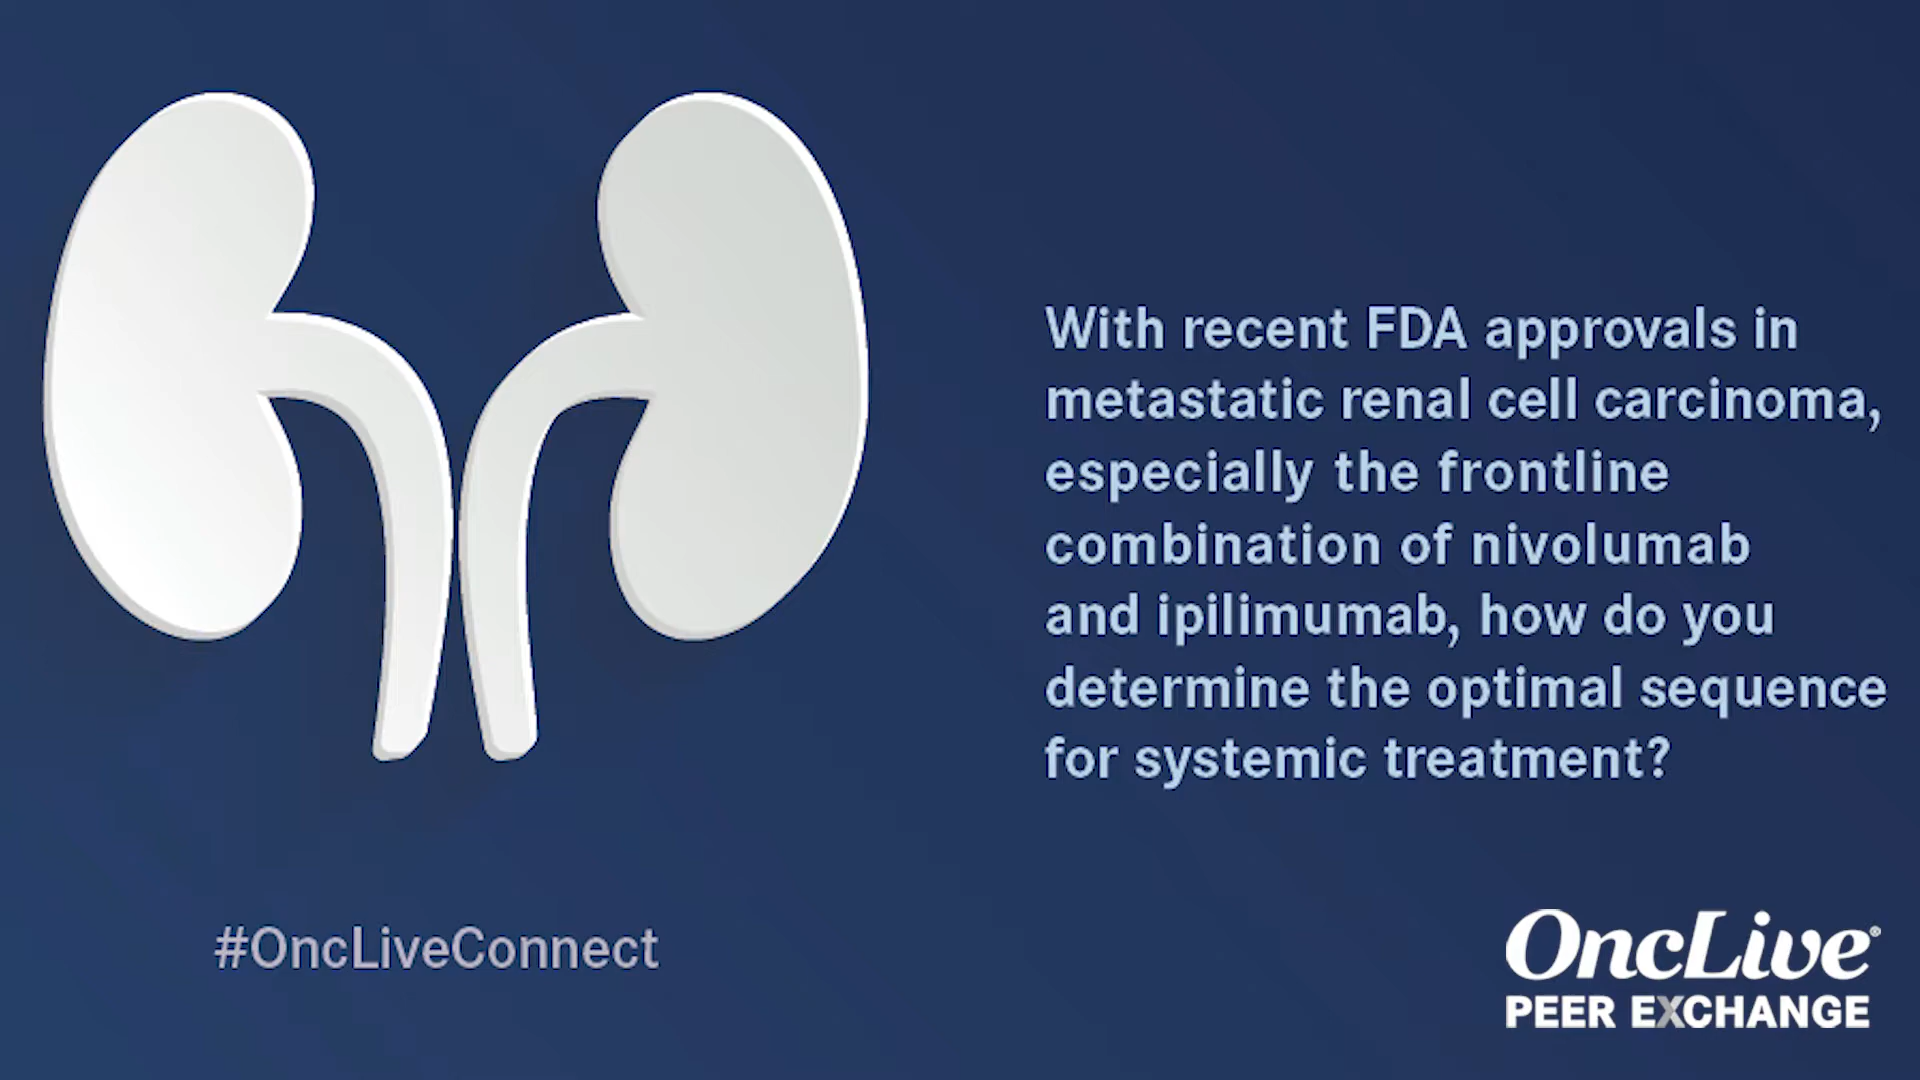 With recent FDA approvals in
metastatic renal cell carcinoma,
especially the frontline
combination of nivolumab
and ipilimumab, how do you
determine the optimal sequence
for systemic treatment?
#OncLiveConnect
OncLive®
PEER EXCHANGE